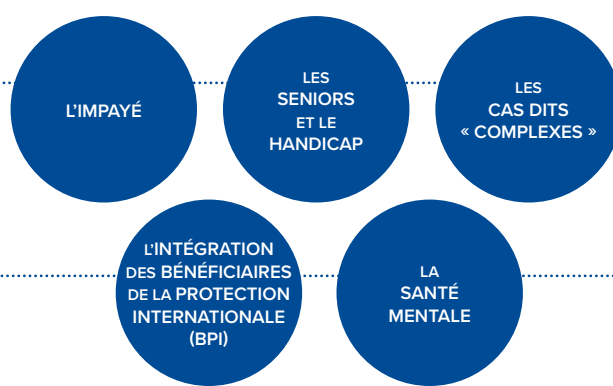 L'IMPAYÉ
LES
SENIORS
ET LE
HANDICAP
LES
CAS DITS
« COMPLEXES »
L'INTÉGRATION
DES BÉNÉFICIAIRES
DE LA PROTECTION
INTERNATIONALE
(BPI)
LA
SANTÉ
MENTALE